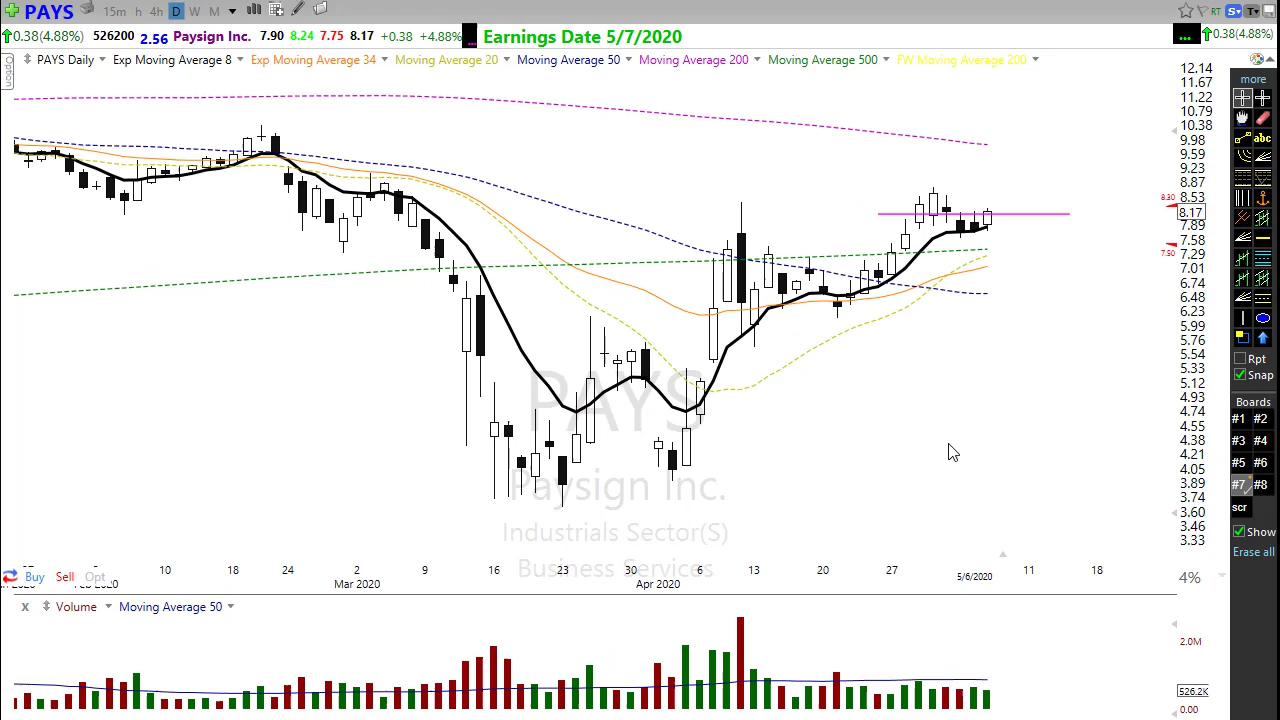 PAYS 15m h 4h D W M RT S T
0.38(4.88%) 526200 2.56 Paysign Inc. 7.90 8.24 7.75 8.17 +0.38 +4.88% ... Earnings Date 5/7/2020 ... 0.38(4.88%)
Option
PAYS Daily Exp Moving Average 8 Exp Moving Average 34 Moving Average 20 Moving Average 50 Moving Average 200 Moving Average 500 FW Moving Average 200
more
abc
12.14
11.67
11.22
10.79
10.38
9.98
9.59
9.23
8.87
8.53
8.30
8.17
7.89
7.58
7.50
7.29
7.01
6.74
6.48
6.23
5.99
5.76
5.54
5.33
5.12
4.93
4.74
4.55
4.38
4.21
4.05
3.89
3.74
3.60
3.46
3.33
PAYS
Paysign Inc.
Industrials Sector(S)
Business Services
Rpt
Snap
Boards
#1 #2
#3 #4
#5 #6
#7 #8
scr
Show
Erase all
10 18 24 2 9 16 23 30 6 13 20 27 5/6/2020 11 18
Mar 2020 Apr 2020
Buy Sell Opt
4%
x Volume Moving Average 50
2.0M
526.2K
0.00